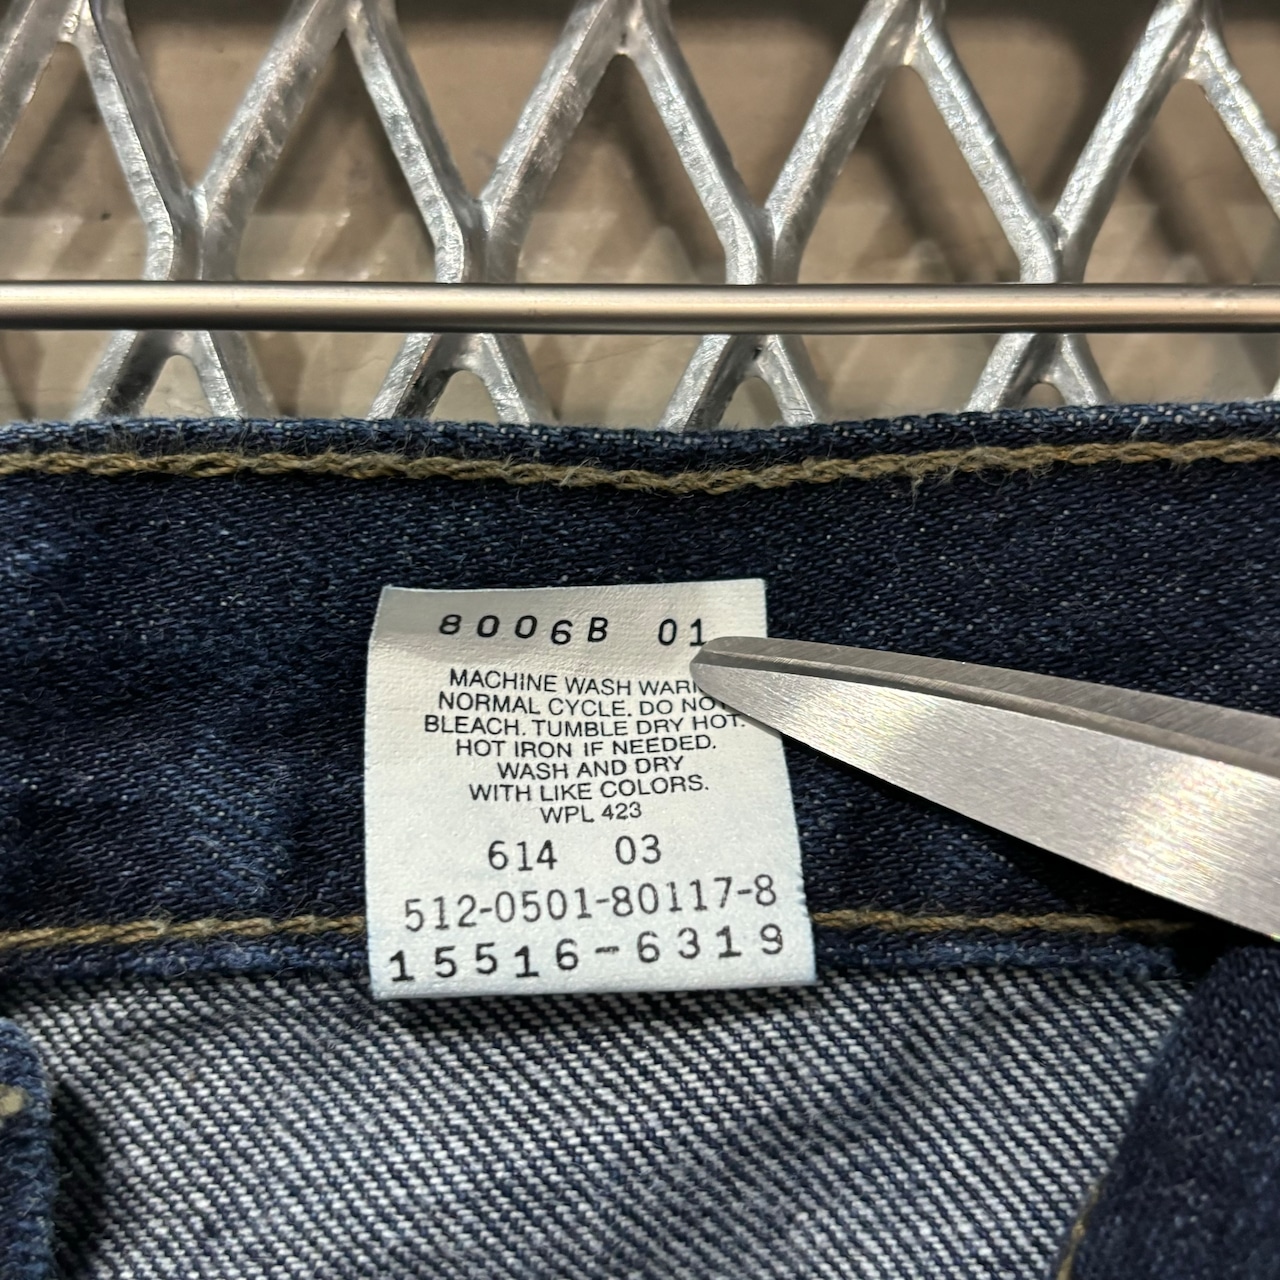 8006B 01
MACHINE WASH
NORMAL CYCLE. DO
BLEACH. TUMBLE DRY HOT.
HOT IRON IF NEEDED.
WASH AND DRY
WITH LIKE COLORS.
WPL 423
614 03
512-0501-80117-8
15516-6319